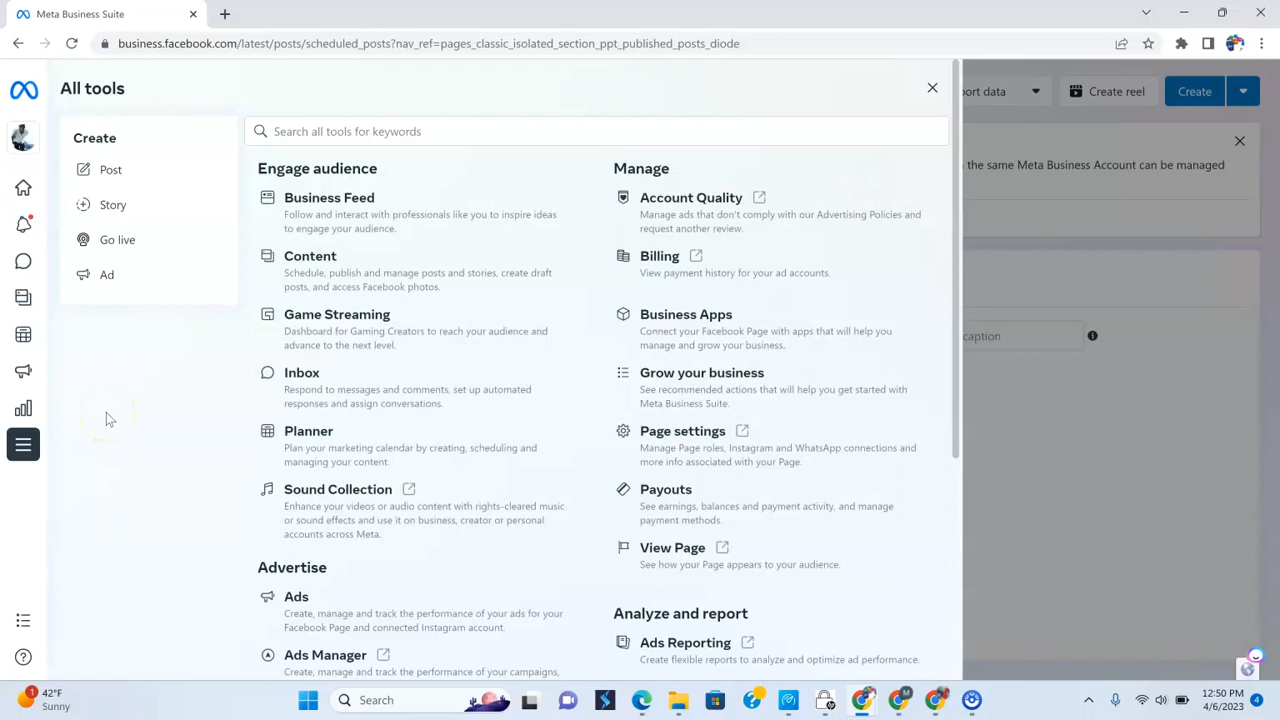 Meta Business Suite
business.facebook.com/latest/posts/scheduled_posts?nav_ref=pages_classic_isolated_section_ppt_published_posts_diode
All tools
Create
Post
Story
Go live
Ad
Search all tools for keywords
Engage audience
Business Feed
Follow and interact with professionals like you to inspire ideas
to engage your audience.
Content
Schedule, publish and manage posts and stories, create draft
posts, and access Facebook photos.
Game Streaming
Dashboard for Gaming Creators to reach your audience and
advance to the next level.
Inbox
Respond to messages and comments, set up automated
responses and assign conversations.
Planner
Plan your marketing calendar by creating, scheduling and
managing your content.
Sound Collection
Enhance your videos or audio content with rights-cleared music
or sound effects and use it on business, creator or personal
accounts across Meta.
Advertise
Ads
Create, manage and track the performance of your ads for your
Facebook Page and connected Instagram account.
Ads Manager
Create, manage and track the performance of your campaigns,
Manage
Account Quality
Manage ads that don't comply with our Advertising Policies and
request another review.
Billing
View payment history for your ad accounts.
Business Apps
Connect your Facebook Page with apps that will help you
manage and grow your business.
Grow your business
See recommended actions that will help you get started with
Meta Business Suite.
Page settings
Manage Page roles, Instagram and WhatsApp connections and
more info associated with your Page.
Payouts
See earnings, balances and payment activity, and manage
payment methods.
View Page
See how your Page appears to your audience.
Analyze and report
Ads Reporting
Create flexible reports to analyze and optimize ad performance.
port data
Create reel
Create
the same Meta Business Account can be managed
caption
1
42°F
Sunny
Search
12:50 PM
4/6/2023
4